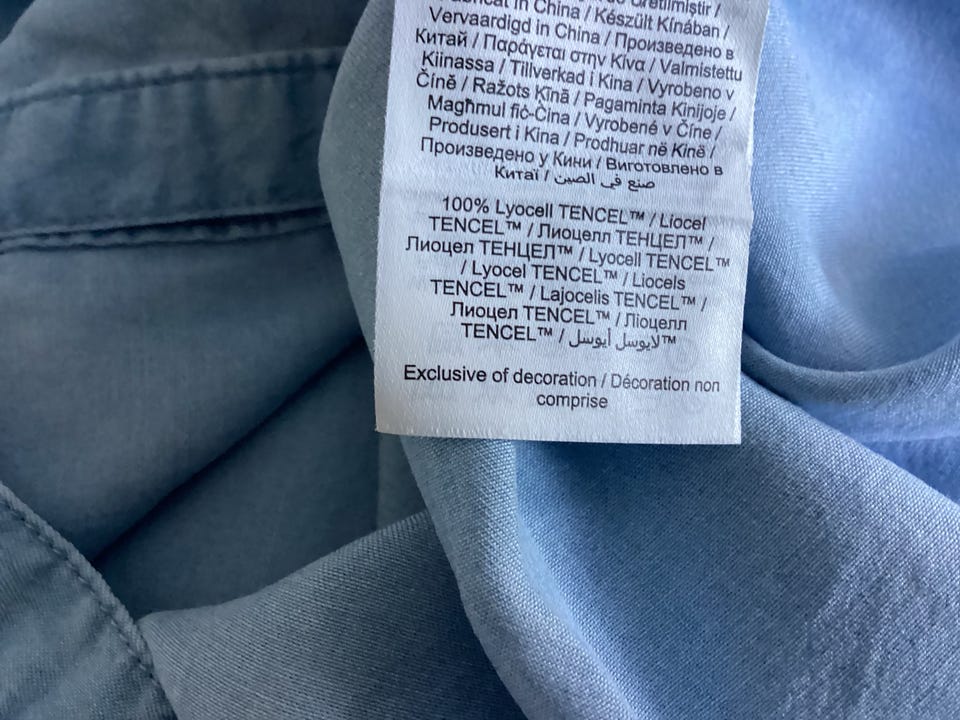 in China / Készült Kínában /
Vervaardigd in China / Произведено в
Китай / Παράγεται στην Κίνα / Valmistettu
Kiinassa / Tillverkad i Kina / Vyrobeno v
Číně / Ražots Ķīnā / Pagaminta Kinijoje /
Magħmul fiċ-Ċina / Vyrobené v Číne /
Produsert i Kina / Prodhuar në Kinë /
Произведено у Кини / Виготовлено в
Китаї / صنع في الصين
100% Lyocell TENCEL™ / Liocel
TENCEL™ / Лиоцелл ТЕНЦЕЛ™ /
Лиоцел ТЕНЦЕЛ™ / Lyocell TENCEL™
/ Lyocel TENCEL™ / Liocels
TENCEL™ / Lajocelis TENCEL™ /
Лиоцел TENCEL™ / Ліоцелл
TENCEL™ / لايوسل أيوسل™
Exclusive of decoration / Décoration non
comprise